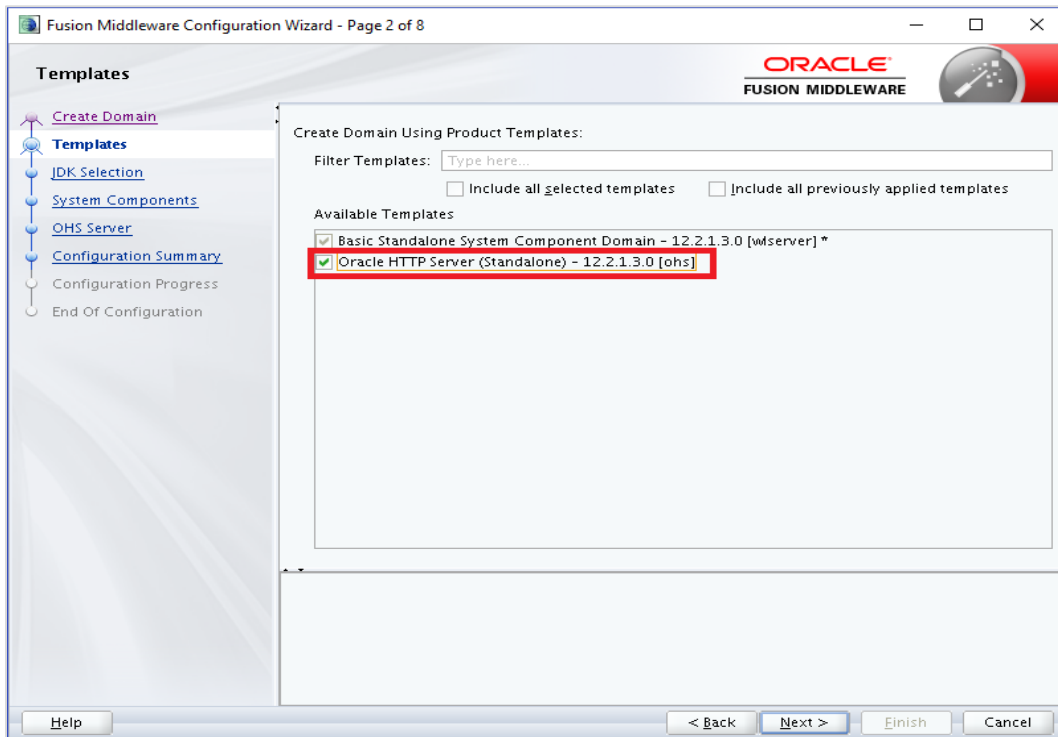 Fusion Middleware Configuration Wizard - Page 2 of 8
Templates
ORACLE
FUSION MIDDLEWARE
Create Domain
Templates
JDK Selection
System Components
OHS Server
Configuration Summary
Configuration Progress
End Of Configuration
Create Domain Using Product Templates:
Filter Templates: Type here...
Include all selected templates Include all previously applied templates
Available Templates
Basic Standalone System Component Domain - 12.2.1.3.0 [wlserver] *
Oracle HTTP Server (Standalone) - 12.2.1.3.0 [ohs]
Help < Back Next > Finish Cancel